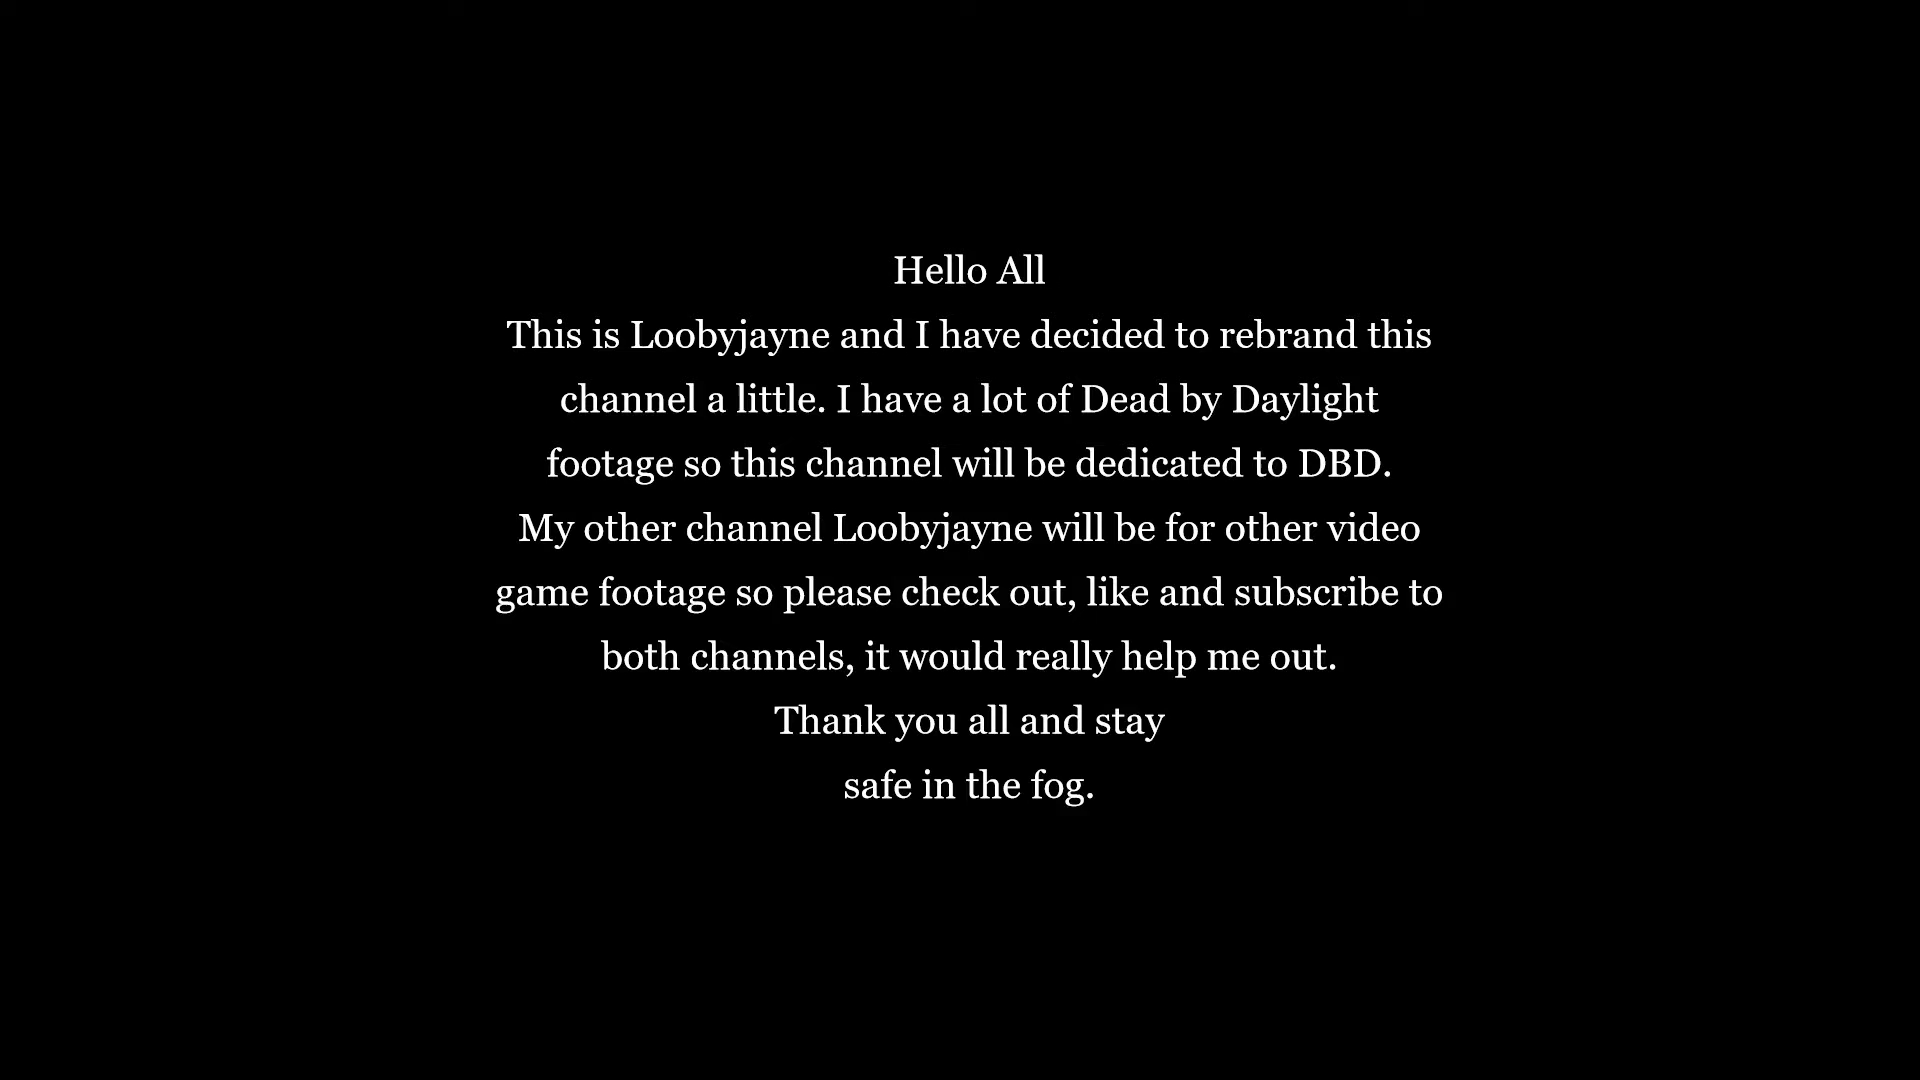 Hello All
This is Loobyjayne and I have decided to rebrand this
channel a little. I have a lot of Dead by Daylight
footage so this channel will be dedicated to DBD.
My other channel Loobyjayne will be for other video
game footage so please check out, like and subscribe to
both channels, it would really help me out.
Thank you all and stay
safe in the fog.